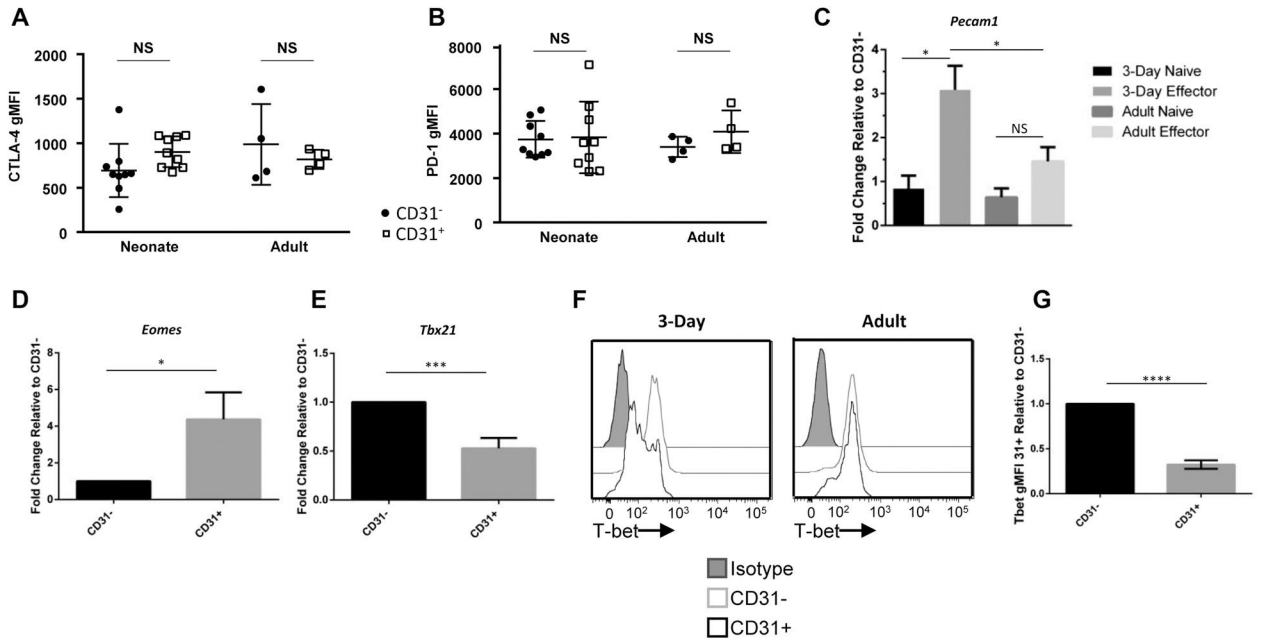 A
CTLA-4 gMFI
2000
1500
1000
500
0
NS
NS
Neonate
Adult
CD31-
CD31+
B
PD-1 gMFI
8000
6000
4000
2000
0
NS
NS
Neonate
Adult
C
Pecam1
Fold Change Relative to CD31-
4
3
2
1
0
*
*
NS
3-Day Naive
3-Day Effector
Adult Naive
Adult Effector
D
Eomes
Fold Change Relative to CD31-
8
6
4
2
0
*
CD31-
CD31+
E
Tbx21
Fold Change Relative to CD31-
1.5
1.0
0.5
0.0
***
CD31-
CD31+
F
3-Day
Adult
0 10² 10³ 10⁴ 10⁵
0 10² 10³ 10⁴ 10⁵
T-bet
T-bet
Isotype
CD31-
CD31+
G
Tbet gMFI 31+ Relative to CD31-
1.5
1.0
0.5
0.0
****
CD31-
CD31+